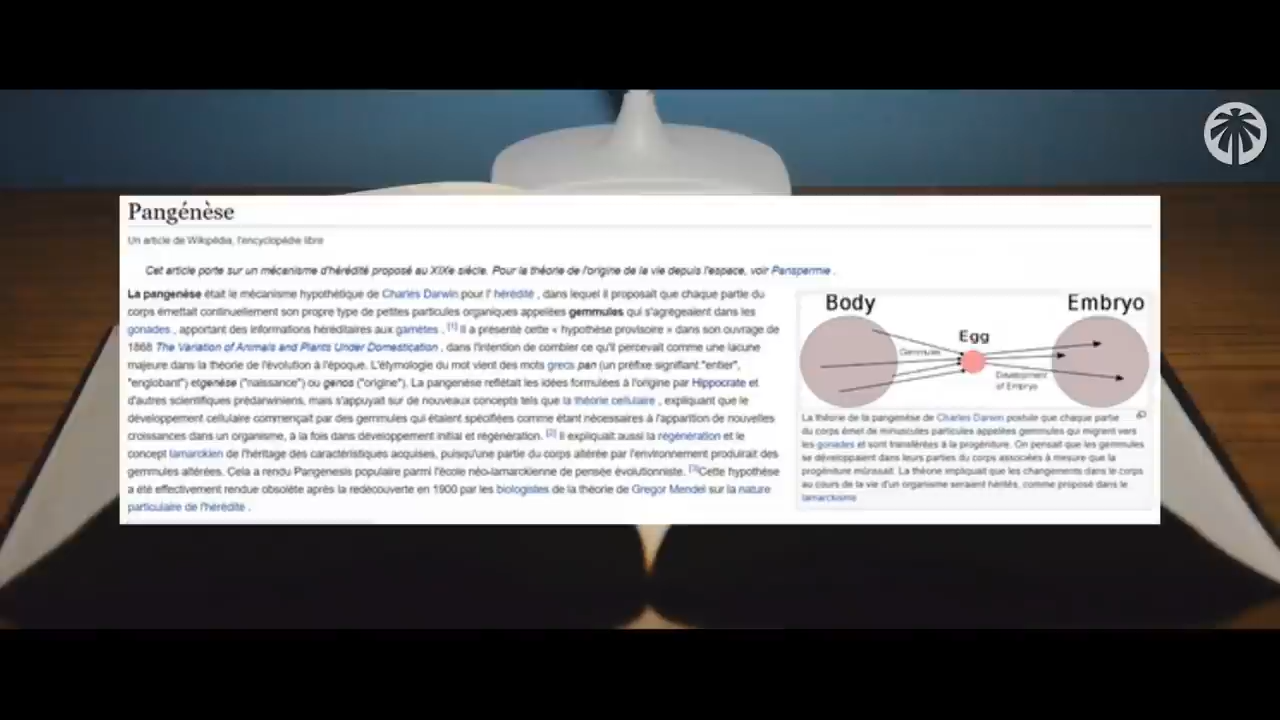 Pangénèse
Un article de Wikipédia, l'encyclopédie libre
Cet article porte sur un mécanisme d'hérédité proposé au XIXe siècle. Pour la théorie de l'origine de la vie depuis l'espace, voir Panspermie .
La pangenèse était le mécanisme hypothétique de Charles Darwin pour l' hérédité , dans lequel il proposait que chaque partie du
corps émettait continuellement son propre type de petites particules organiques appelées gemmules qui s'agrégeaient dans les
gonades , apportant des informations héréditaires aux gamètes . [1] Il a présenté cette « hypothèse provisoire » dans son ouvrage de
1868 The Variation of Animals and Plants Under Domestication , dans l'intention de combler ce qu'il percevait comme une lacune
majeure dans la théorie de l'évolution à l'époque. L'étymologie du mot vient des mots grecs pan (un préfixe signifiant "entier",
"englobant") et genèse ("naissance") ou genos ("origine"). La pangenèse reflétait les idées formulées à l'origine par Hippocrate et
d'autres scientifiques prédarwiniens, mais s'appuyait sur de nouveaux concepts tels que la théorie cellulaire , expliquant que le
développement cellulaire commençait par des gemmules qui étaient spécifiées comme étant nécessaires à l'apparition de nouvelles
croissances dans un organisme, à la fois dans développement initial et régénération. [2] Il expliquait aussi la régénération et le
concept lamarckien de l'héritage des caractéristiques acquises, puisqu'une partie du corps altérée par l'environnement produirait des
gemmules altérées. Cela a rendu Pangenesis populaire parmi l'école néo-lamarckienne de pensée évolutionniste. [3]Cette hypothèse
a été effectivement rendue obsolète après la redécouverte en 1900 par les biologistes de la théorie de Gregor Mendel sur la nature
particulaire de l'hérédité .
Body
Egg
Embryo
Gemmules
Development
of Embryo
La théorie de la pangenèse de Charles Darwin postule que chaque partie
du corps émet de minuscules particules appelées gemmules qui migrent vers
les gonades et sont transférées à la progéniture. On pensait que les gemmules
se développaient dans leurs parties du corps associées à mesure que la
progéniture mûrissait. La théorie impliquait que les changements dans le corps
au cours de la vie d'un organisme seraient hérités, comme proposé dans le
lamarckisme